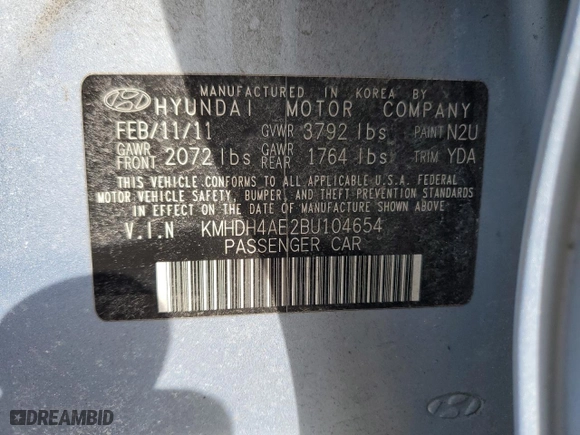 MANUFACTURED IN KOREA BY
HYUNDAI MOTOR COMPANY
FEB/11/11 GVWR 3792 lbs PAINT N2U
GAWR FRONT 2072 lbs GAWR REAR 1764 lbs TRIM YDA
THIS VEHICLE CONFORMS TO ALL APPLICABLE U.S.A. FEDERAL
MOTOR VEHICLE SAFETY, BUMPER, AND THEFT PREVENTION STANDARDS
IN EFFECT ON THE DATE OF MANUFACTURE SHOWN ABOVE.
V.I.N KMHDH4AE2BU104654
PASSENGER CAR
DREAMBID